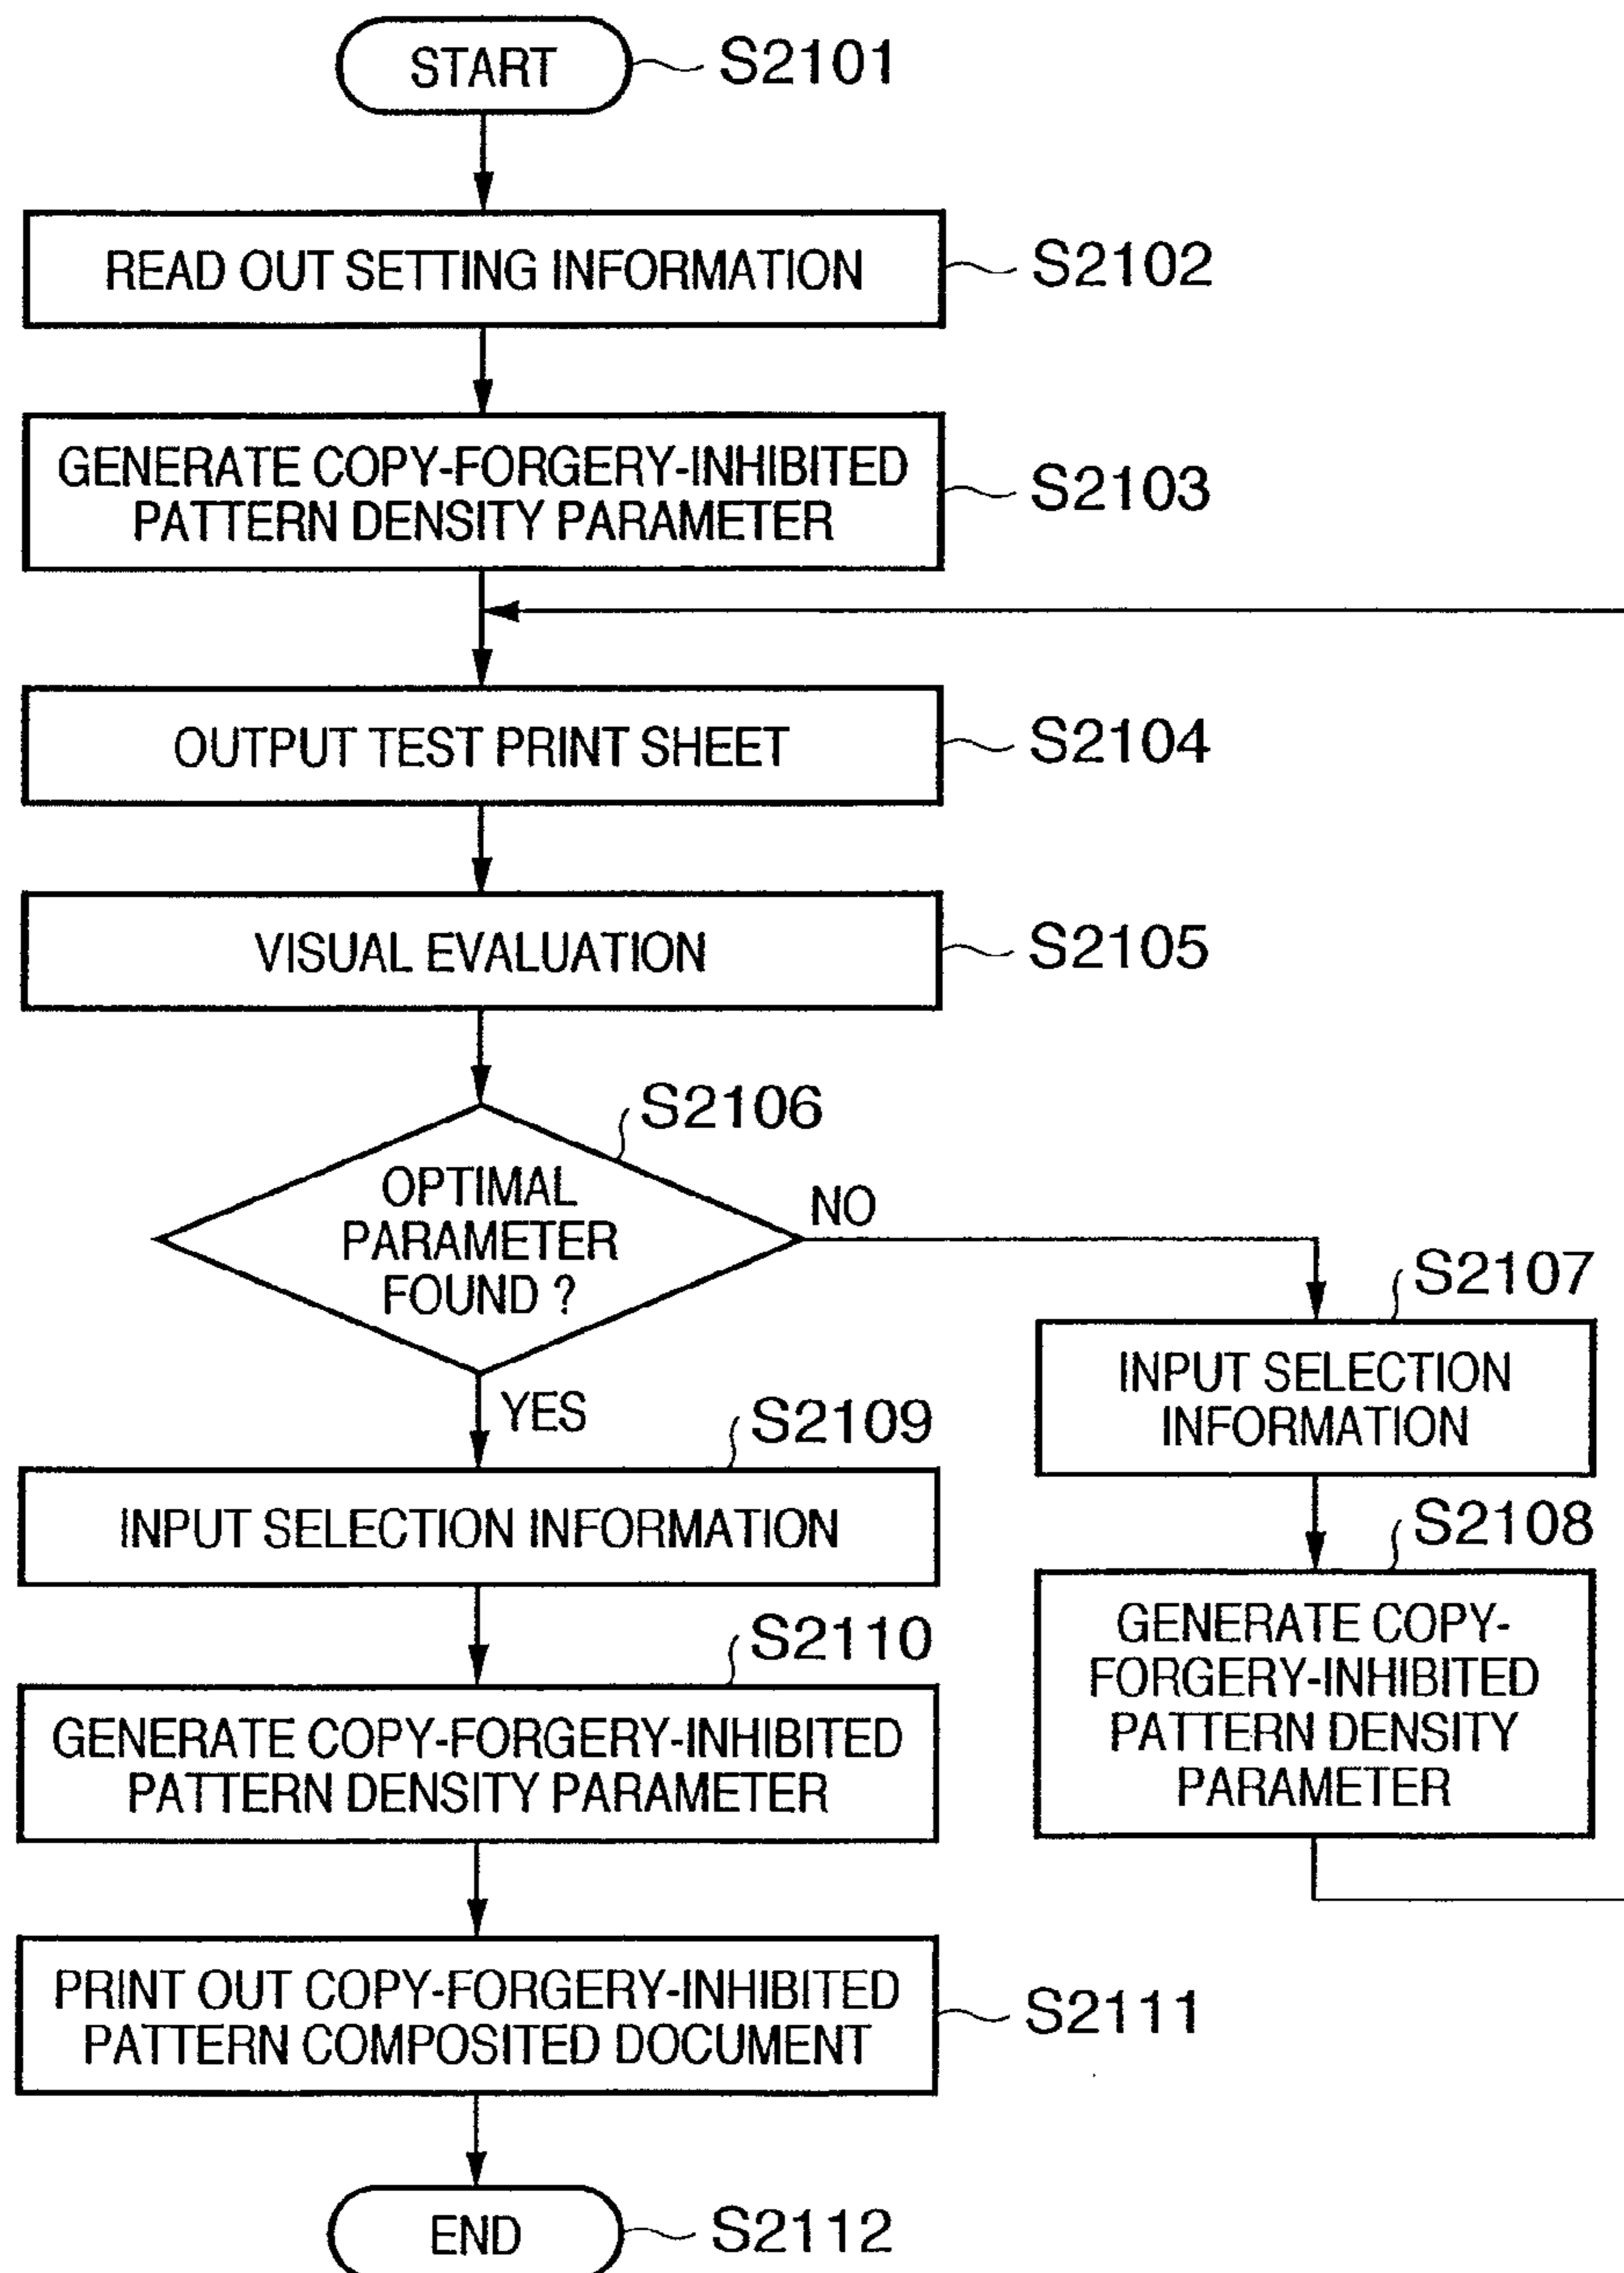 START
S2101
READ OUT SETTING INFORMATION
S2102
GENERATE COPY-FORGERY-INHIBITED
PATTERN DENSITY PARAMETER
S2103
OUTPUT TEST PRINT SHEET
S2104
VISUAL EVALUATION
S2105
S2106
OPTIMAL
PARAMETER
FOUND ?
NO
YES
S2107
INPUT SELECTION
INFORMATION
S2108
GENERATE COPY-
FORGERY-INHIBITED
PATTERN DENSITY
PARAMETER
S2109
INPUT SELECTION INFORMATION
S2110
GENERATE COPY-FORGERY-INHIBITED
PATTERN DENSITY PARAMETER
PRINT OUT COPY-FORGERY-INHIBITED
PATTERN COMPOSITED DOCUMENT
S2111
END
S2112